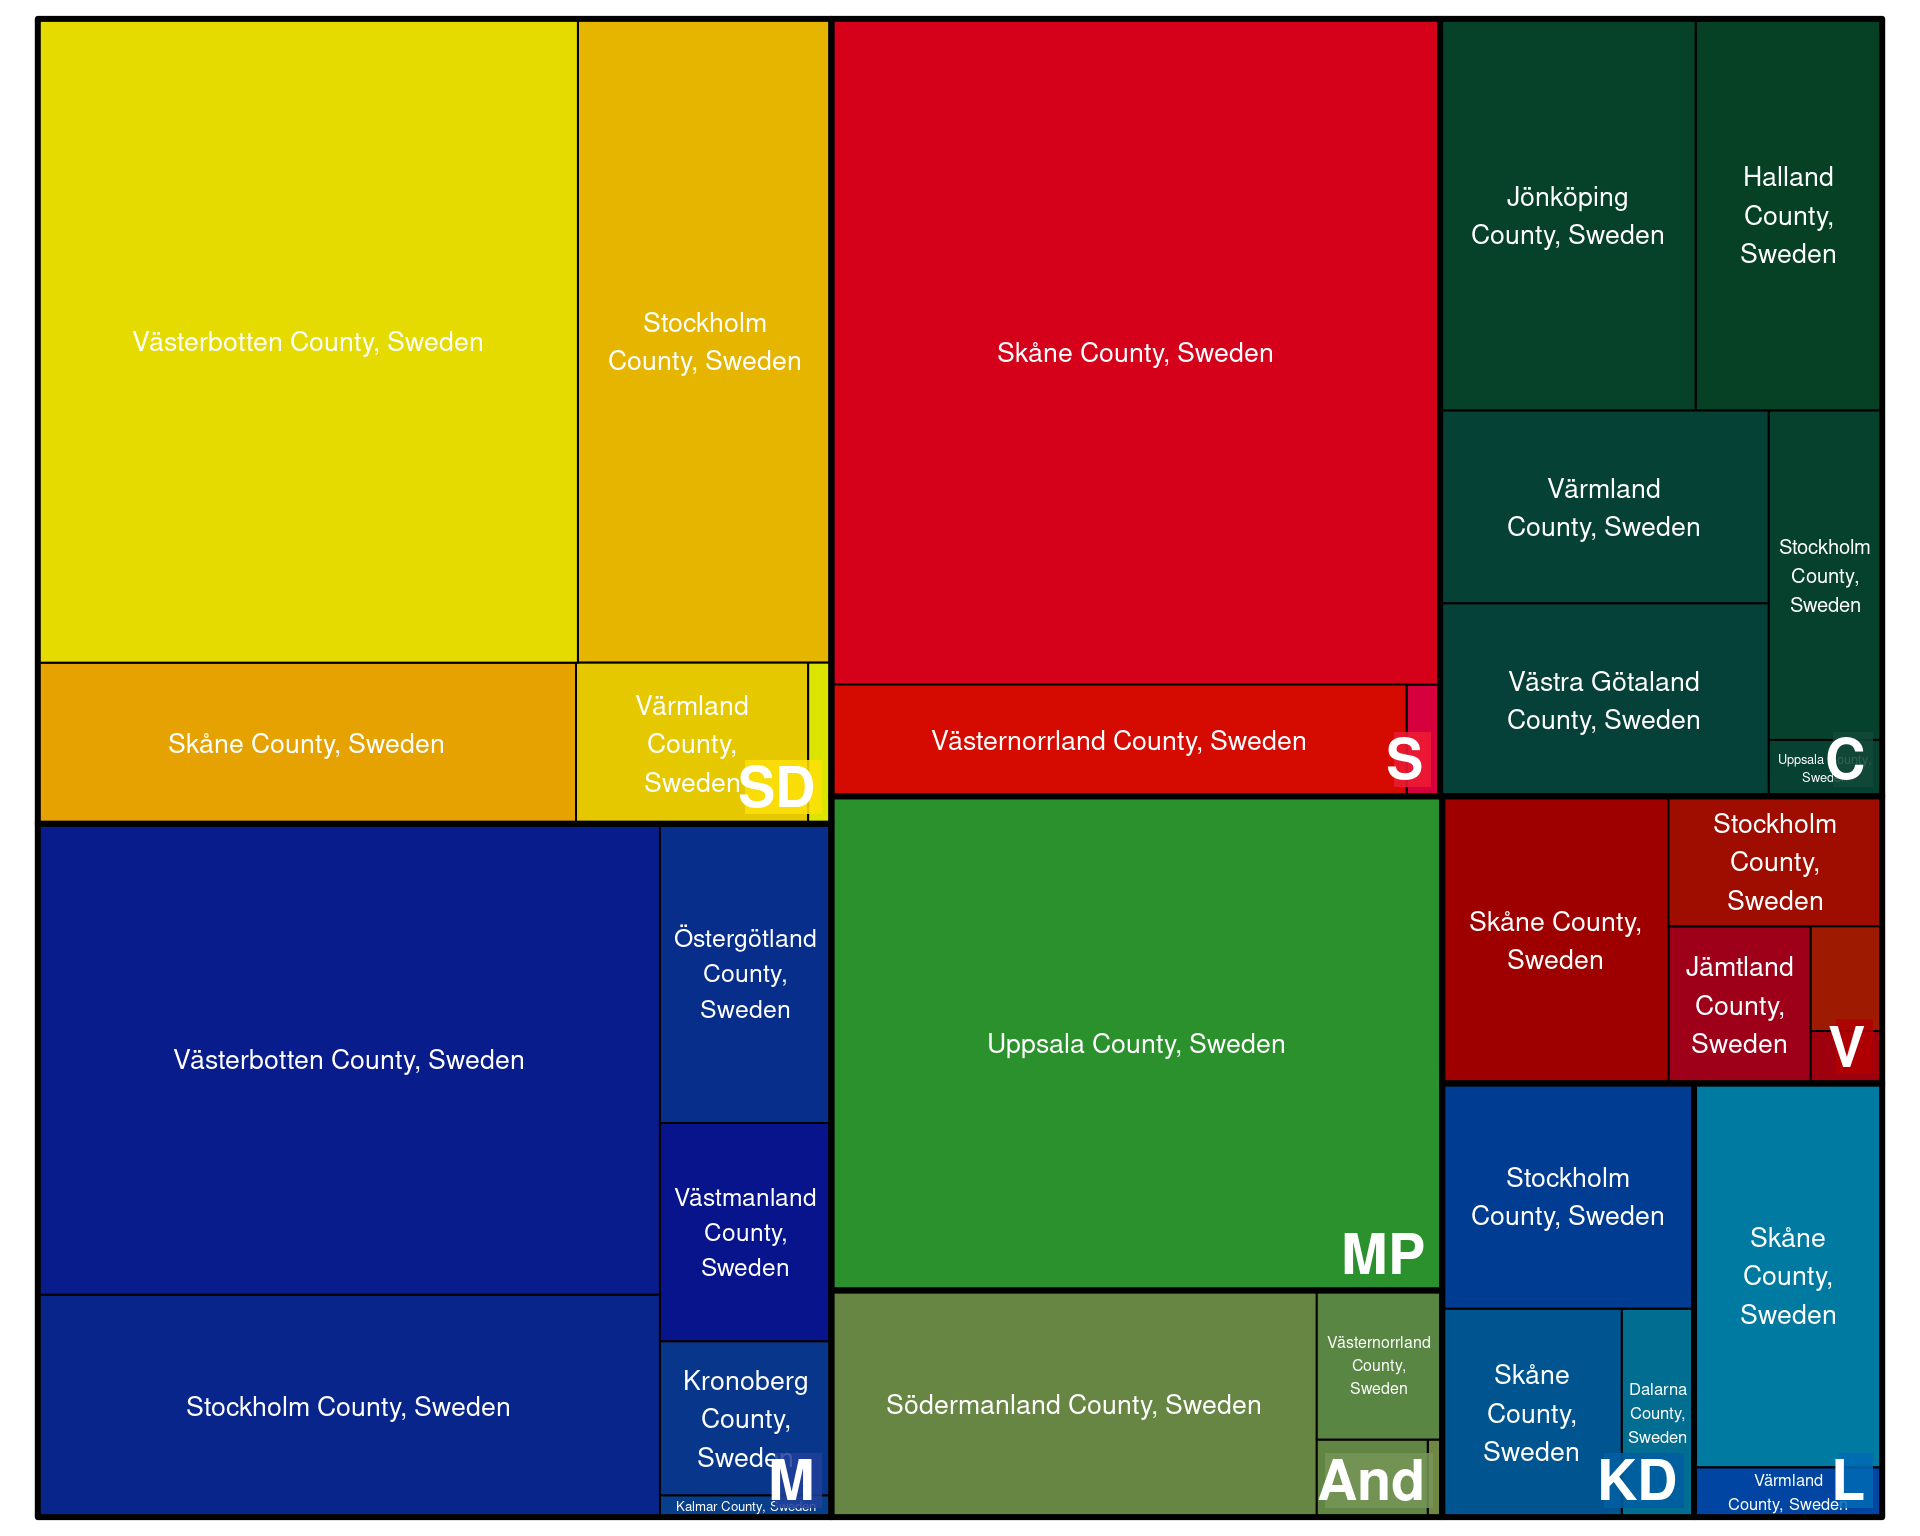 Västerbotten County, Sweden
Stockholm
County, Sweden
Skåne County, Sweden
Värmland
County,
Sweden
SD
Skåne County, Sweden
Västernorrland County, Sweden
S
Jönköping
County, Sweden
Halland
County,
Sweden
Värmland
County, Sweden
Stockholm
County,
Sweden
Västra Götaland
County, Sweden
Uppsala County,
Sweden
C
Västerbotten County, Sweden
Östergötland
County,
Sweden
Västmanland
County,
Sweden
Stockholm County, Sweden
Kronoberg
County,
Sweden
Kalmar County, Sweden
M
Uppsala County, Sweden
MP
Södermanland County, Sweden
Västernorrland
County,
Sweden
And
Skåne County,
Sweden
Stockholm
County,
Sweden
Jämtland
County,
Sweden
V
Stockholm
County, Sweden
Skåne
County,
Sweden
Dalarna
County,
Sweden
KD
Skåne
County,
Sweden
Värmland
County, Sweden
L